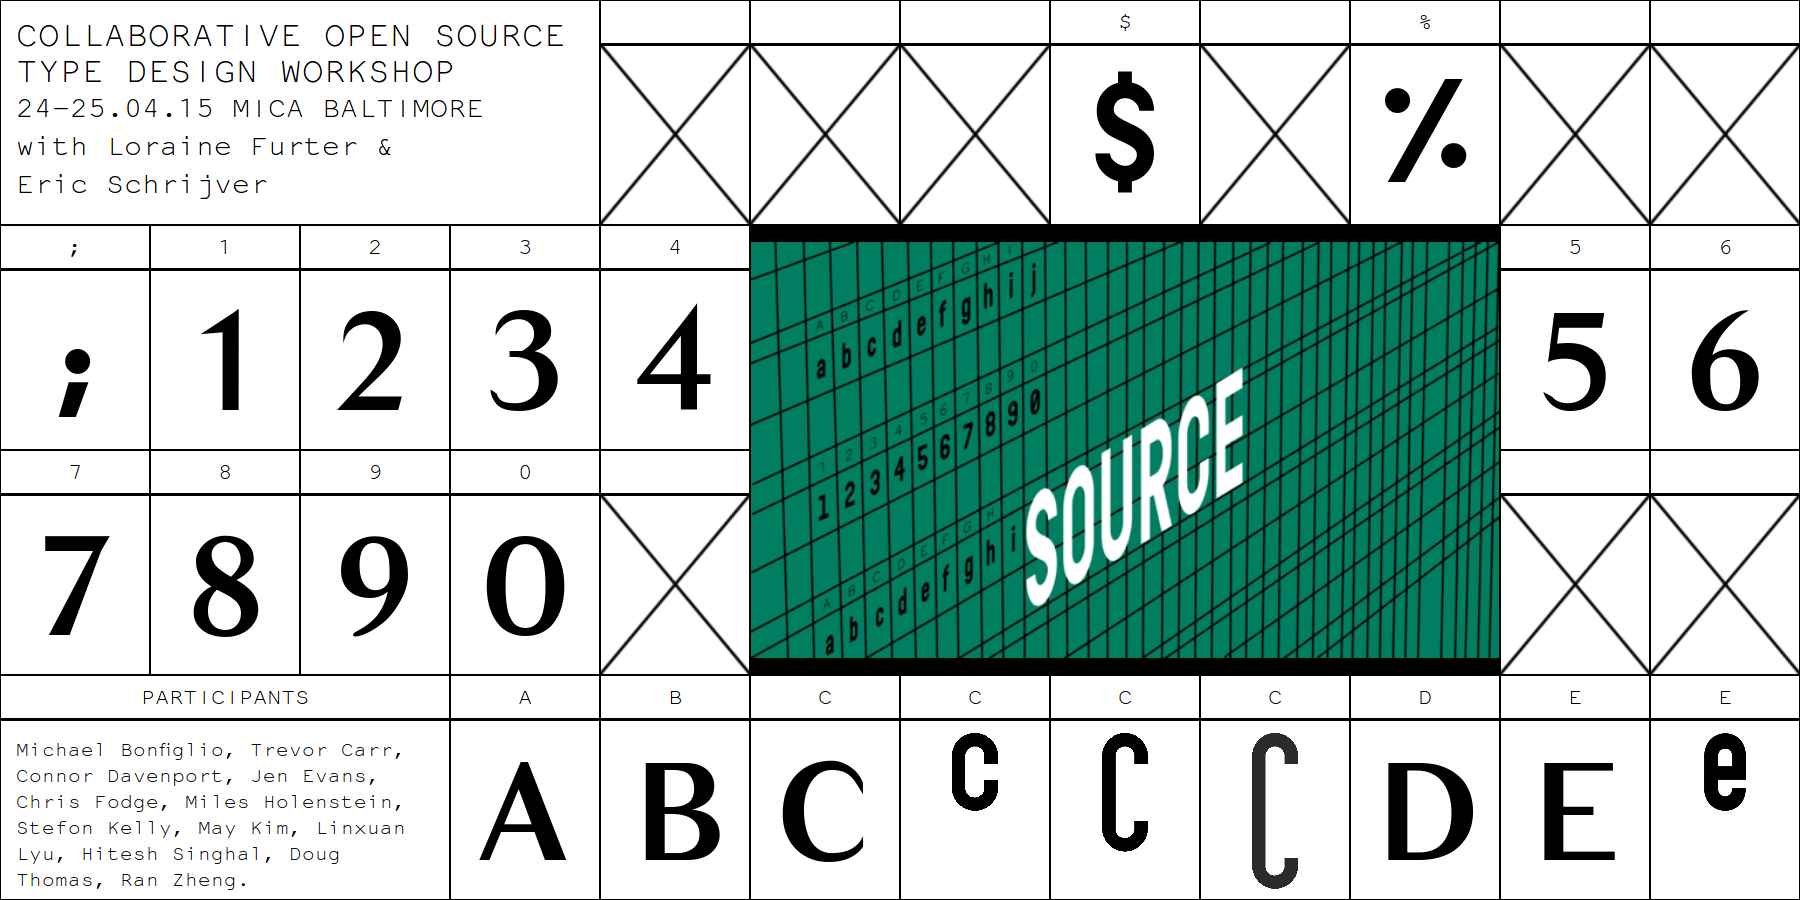 COLLABORATIVE OPEN SOURCE
TYPE DESIGN WORKSHOP
24-25.04.15 MICA BALTIMORE
with Loraine Furter &
Eric Schrijver
$ %
$ %
; 1 2 3 4
; 1 2 3 4
5 6
5 6
A B C D E F G H I
a b c d e f g h i j
1 2 3 4 5 6 7 8 9 0
1 2 3 4 5 6 7 8 9 0
A B C D E F G H
a b c d e f g h i
SOURCE
7 8 9 0
7 8 9 0
PARTICIPANTS
Michael Bonfiglio, Trevor Carr,
Connor Davenport, Jen Evans,
Chris Fodge, Miles Holenstein,
Stefon Kelly, May Kim, Linxuan
Lyu, Hitesh Singhal, Doug
Thomas, Ran Zheng.
A B C C C C D E E
A B C c C C D E e